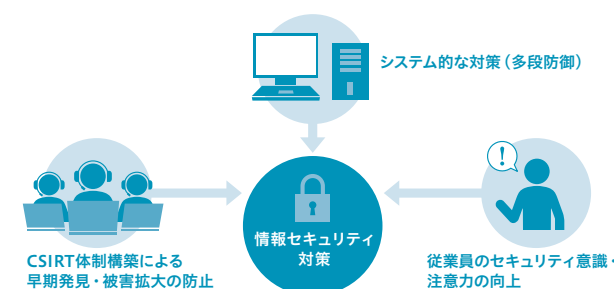 システム的な対策（多段防御）
!
情報セキュリティ
対策
CSIRT体制構築による
早期発見・被害拡大の防止
従業員のセキュリティ意識・
注意力の向上